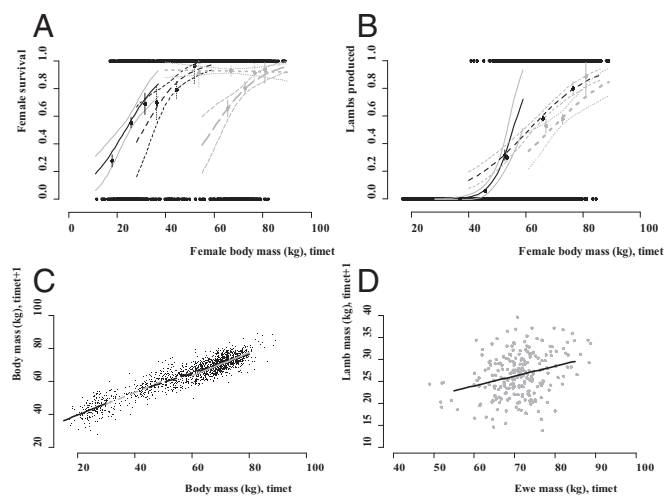 A
B
Female survival
Lambs produced
1.0
0.8
0.6
0.4
0.2
0.0
1.0
0.8
0.6
0.4
0.2
0.0
0 20 40 60 80 100
0 20 40 60 80 100
Female body mass (kg), timet
Female body mass (kg), timet
C
D
Body mass (kg), timet+1
Lamb mass (kg), timet+1
100
80
60
40
20
40
35
30
25
20
15
10
20 40 60 80 100
40 50 60 70 80 90 100
Body mass (kg), timet
Ewe mass (kg), timet